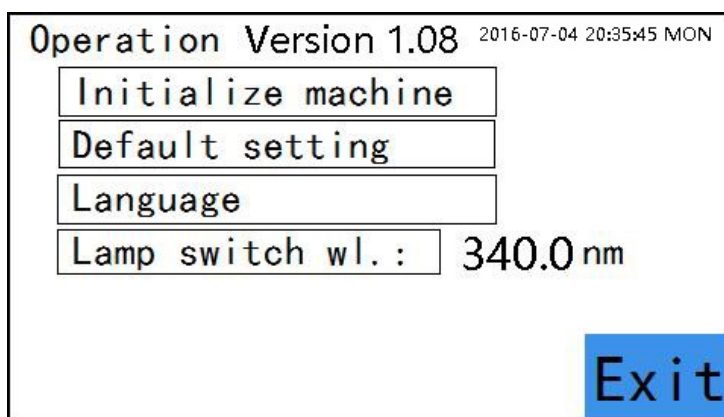 Operation Version 1.08 2016-07-04 20:35:45 MON
Initialize machine
Default setting
Language
Lamp switch wl.: 340.0 nm
Exit